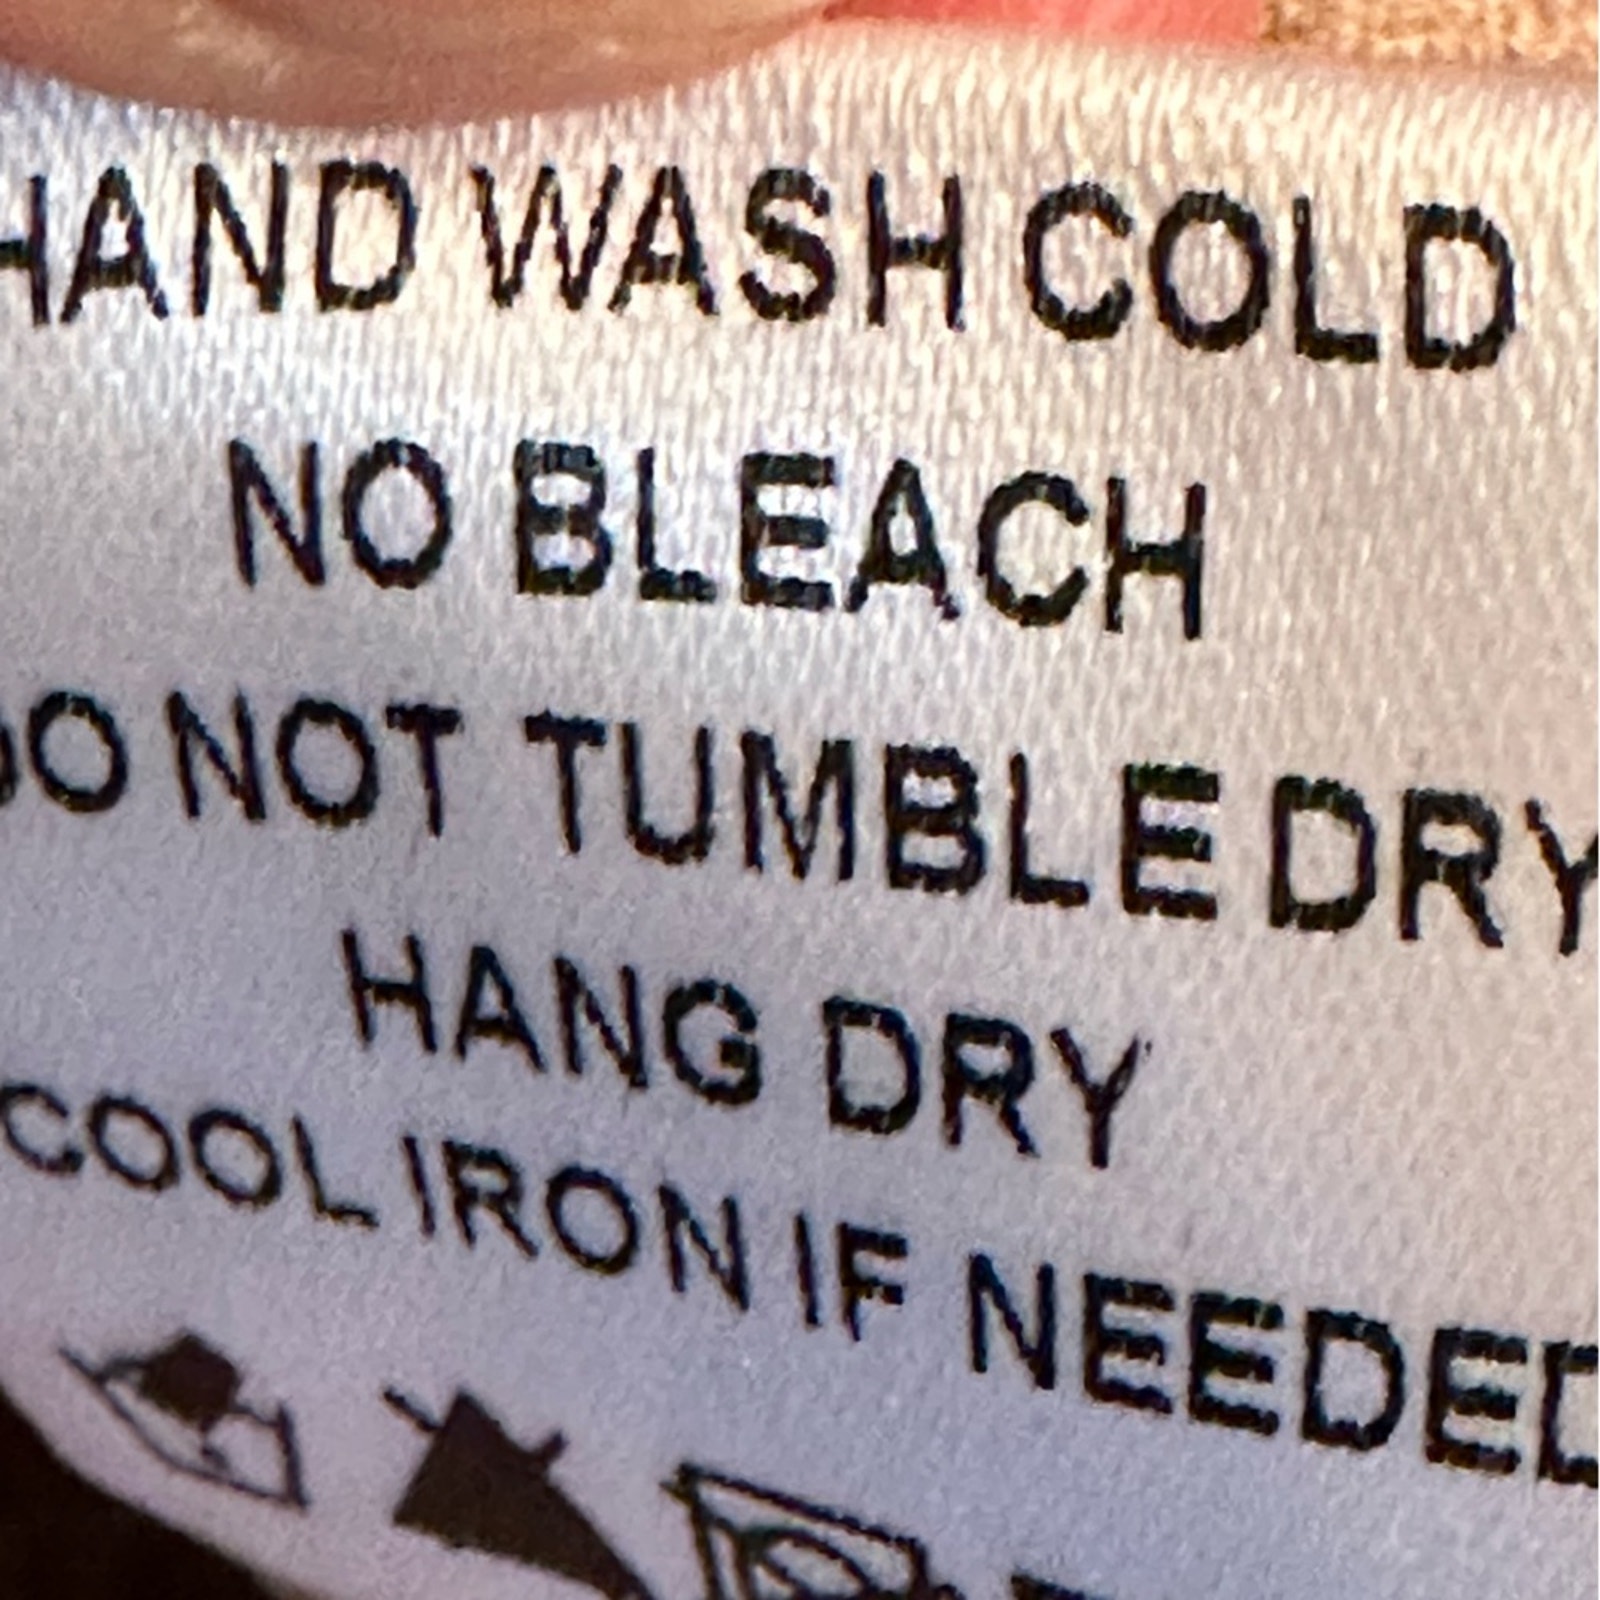 HAND WASH COLD
NO BLEACH
DO NOT TUMBLE DRY
HANG DRY
COOL IRON IF NEEDED